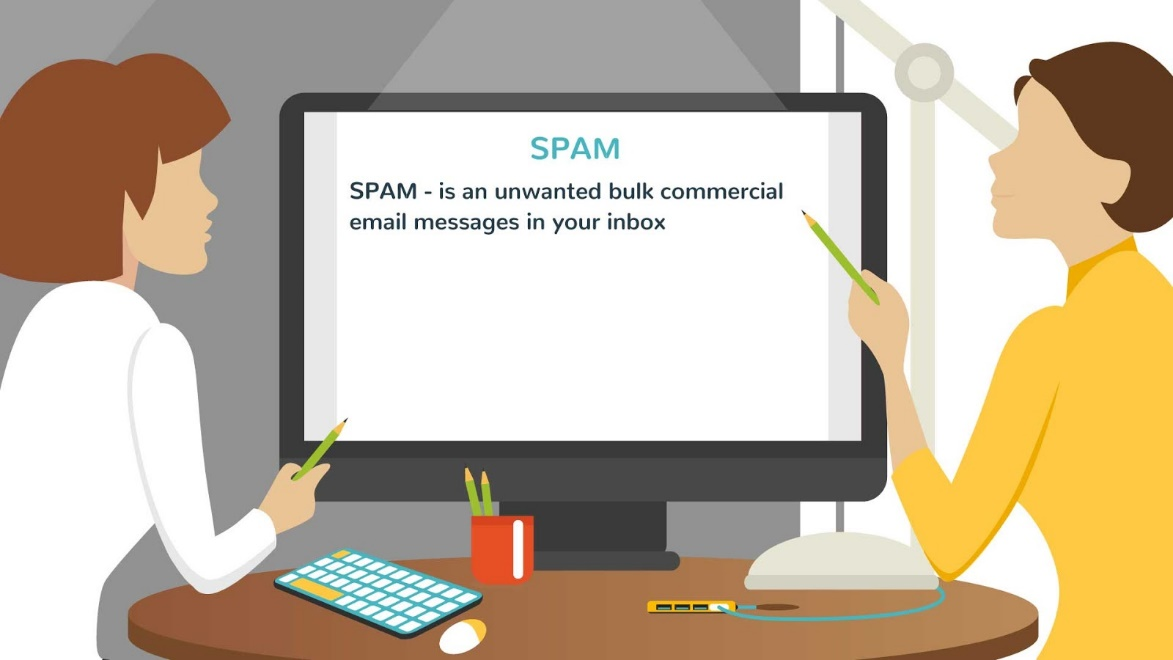 SPAM
SPAM - is an unwanted bulk commercial
email messages in your inbox